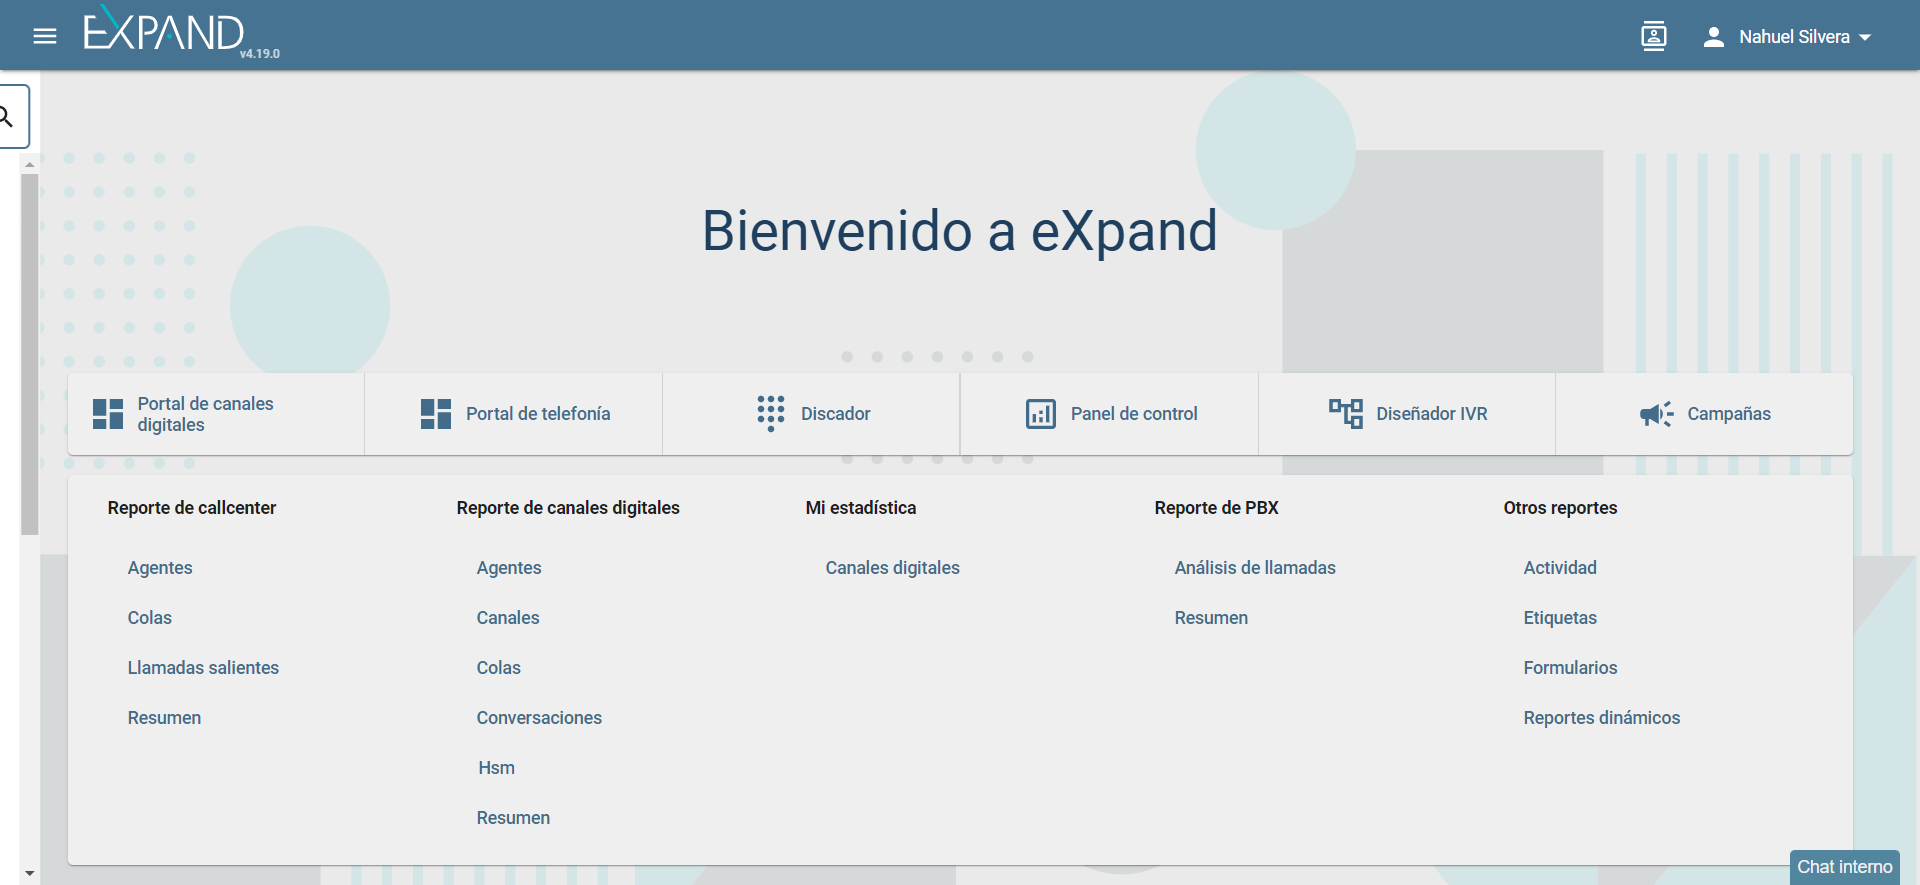 EXPAND
v4.19.0
Nahuel Silvera
Bienvenido a eXpand
Portal de canales
digitales
Portal de telefonía
Discador
Panel de control
Diseñador IVR
Campañas
Reporte de callcenter
Agentes
Colas
Llamadas salientes
Resumen
Reporte de canales digitales
Agentes
Canales
Colas
Conversaciones
Hsm
Resumen
Mi estadística
Canales digitales
Reporte de PBX
Análisis de llamadas
Resumen
Otros reportes
Actividad
Etiquetas
Formularios
Reportes dinámicos
Chat interno